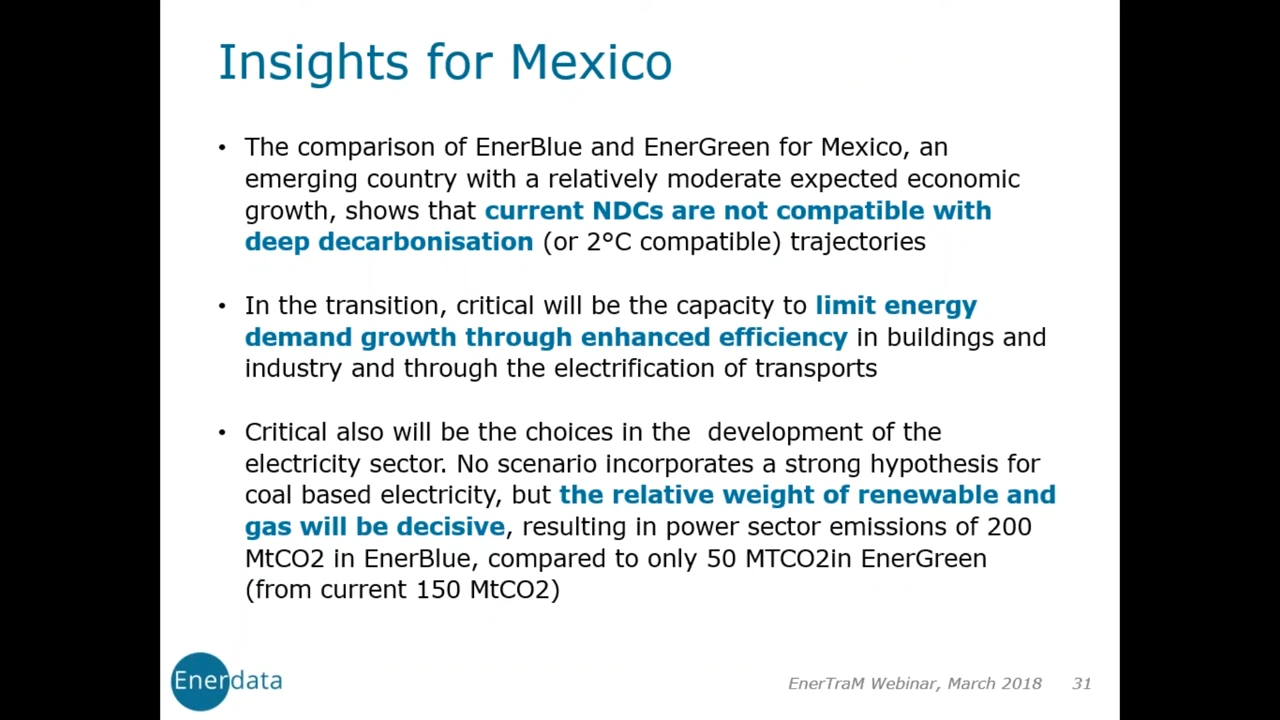 Insights for Mexico
• The comparison of EnerBlue and EnerGreen for Mexico, an
emerging country with a relatively moderate expected economic
growth, shows that current NDCs are not compatible with
deep decarbonisation (or 2°C compatible) trajectories
• In the transition, critical will be the capacity to limit energy
demand growth through enhanced efficiency in buildings and
industry and through the electrification of transports
• Critical also will be the choices in the  development of the
electricity sector. No scenario incorporates a strong hypothesis for
coal based electricity, but the relative weight of renewable and
gas will be decisive, resulting in power sector emissions of 200
MtCO2 in EnerBlue, compared to only 50 MTCO2in EnerGreen
(from current 150 MtCO2)
Enerdata
EnerTraM Webinar, March 2018 31